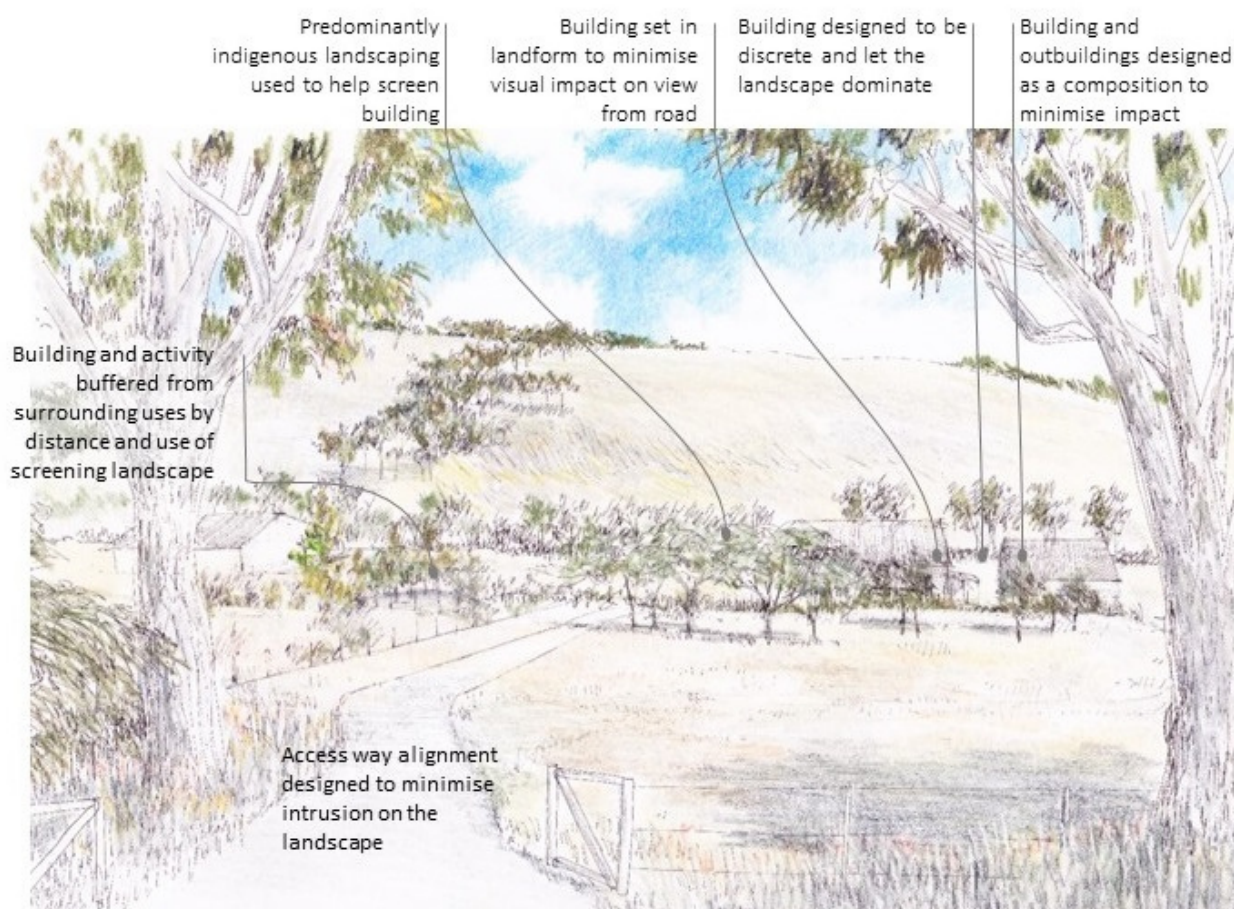 Predominantly
indigenous landscaping
used to help screen
building
Building set in
landform to minimise
visual impact on view
from road
Building designed to be
discrete and let the
landscape dominate
Building and
outbuildings designed
as a composition to
minimise impact
Building and activity
buffered from
surrounding uses by
distance and use of
screening landscape
Access way alignment
designed to minimise
intrusion on the
landscape